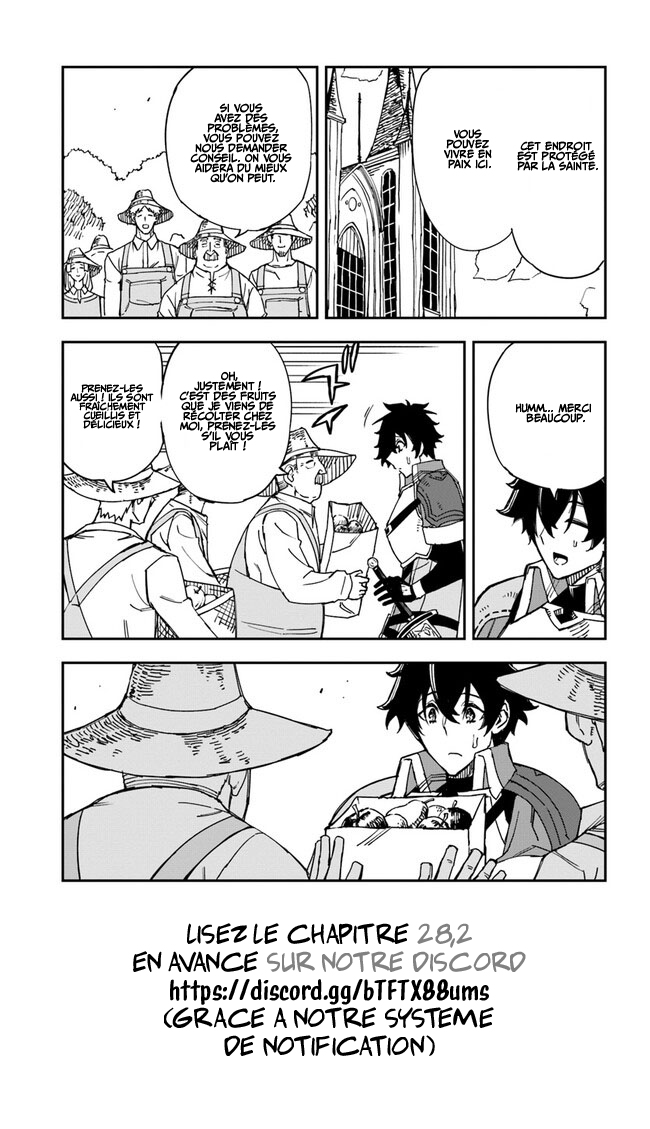 CET ENDROIT
EST PROTÉGÉ
PAR LA SAINTE.
VOUS
POUVEZ
VIVRE EN
PAIX ICI.
SI VOUS
AVEZ DES
PROBLÈMES,
VOUS POUVEZ
NOUS DEMANDER
CONSEIL. ON VOUS
AIDERA DU MIEUX
QU'ON PEUT.
HUMM... MERCI
BEAUCOUP.
OH,
JUSTEMENT !
C'EST DES FRUITS
QUE JE VIENS DE
RÉCOLTER CHEZ
MOI, PRENEZ-LES
S'IL VOUS
PLAIT !
PRENEZ-LES
AUSSI ! ILS SONT
FRAÎCHEMENT
CUEILLIS ET
DÉLICIEUX !
LISEZ LE CHAPITRE 28,2
EN AVANCE SUR NOTRE DISCORD
https://discord.gg/bTFTX88ums
(GRACE A NOTRE SYSTEME
DE NOTIFICATION)